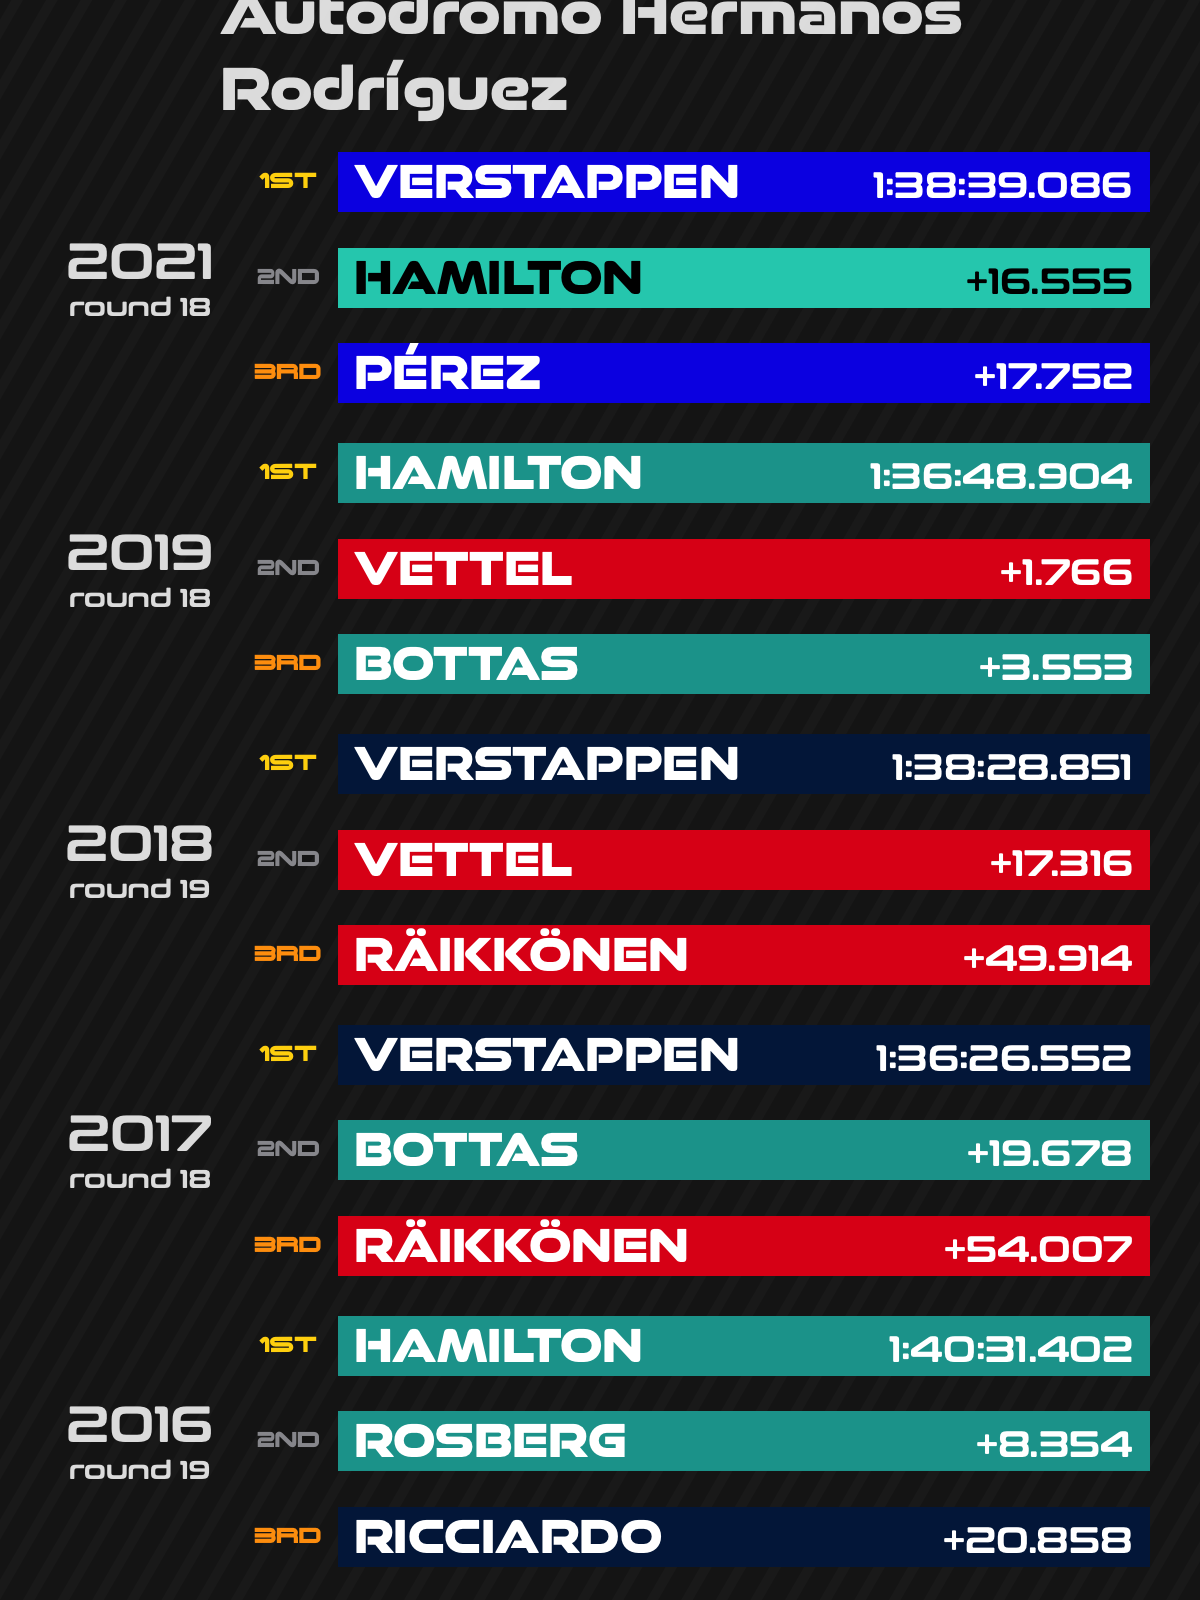 Autódromo Hermanos
Rodríguez
1ST VERSTAPPEN 1:38:39.086
2021
round 18
2ND HAMILTON +16.555
3RD PÉREZ +17.752
1ST HAMILTON 1:36:48.904
2019
round 18
2ND VETTEL +1.766
3RD BOTTAS +3.553
1ST VERSTAPPEN 1:38:28.851
2018
round 19
2ND VETTEL +17.316
3RD RÄIKKÖNEN +49.914
1ST VERSTAPPEN 1:36:26.552
2017
round 18
2ND BOTTAS +19.678
3RD RÄIKKÖNEN +54.007
1ST HAMILTON 1:40:31.402
2016
round 19
2ND ROSBERG +8.354
3RD RICCIARDO +20.858